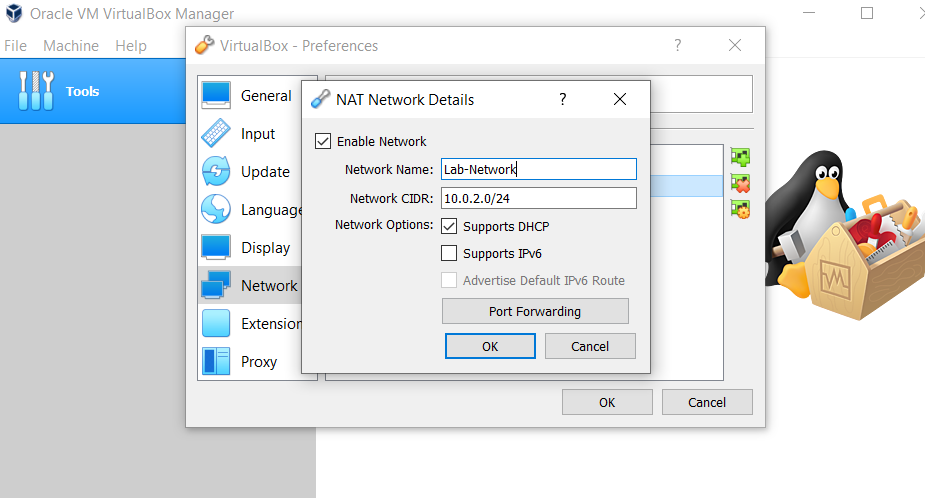 Oracle VM VirtualBox Manager
File Machine Help
Tools
VirtualBox - Preferences ?
General
Input
Update
Language
Display
Network
Extension
Proxy
NAT Network Details ?
Enable Network
Network Name: Lab-Network
Network CIDR: 10.0.2.0/24
Network Options: Supports DHCP
Supports IPv6
Advertise Default IPv6 Route
Port Forwarding
OK Cancel
OK Cancel